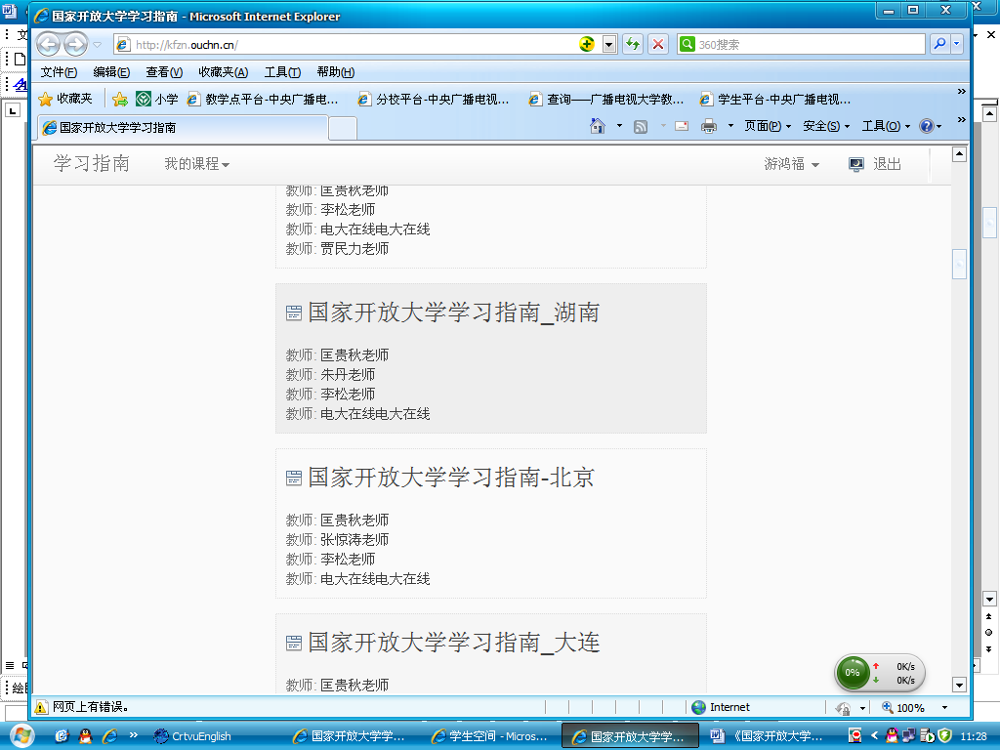 国家开放大学学习指南 - Microsoft Internet Explorer
http://kfzn.ouchn.cn/
360搜索
文件(F) 编辑(E) 查看(V) 收藏夹(A) 工具(T) 帮助(H)
收藏夹 小学 教学点平台-中央广播电... 分校平台-中央广播电视... 查询——广播电视大学教... 学生平台-中央广播电视...
国家开放大学学习指南
页面(P) 安全(S) 工具(O)
学习指南 我的课程 游鸿福 退出
教师: 匡贵秋老师
教师: 李松老师
教师: 电大在线电大在线
教师: 贾民力老师
国家开放大学学习指南_湖南
教师: 匡贵秋老师
教师: 朱丹老师
教师: 李松老师
教师: 电大在线电大在线
国家开放大学学习指南-北京
教师: 匡贵秋老师
教师: 张惊涛老师
教师: 李松老师
教师: 电大在线电大在线
国家开放大学学习指南_大连
教师: 匡贵秋老师
0% 0K/s
0K/s
网页上有错误。 Internet 100%
CrtvuEnglish 国家开放大学学... 学生空间 - Micros... 国家开放大学学... 《国家开放大学... 11:28